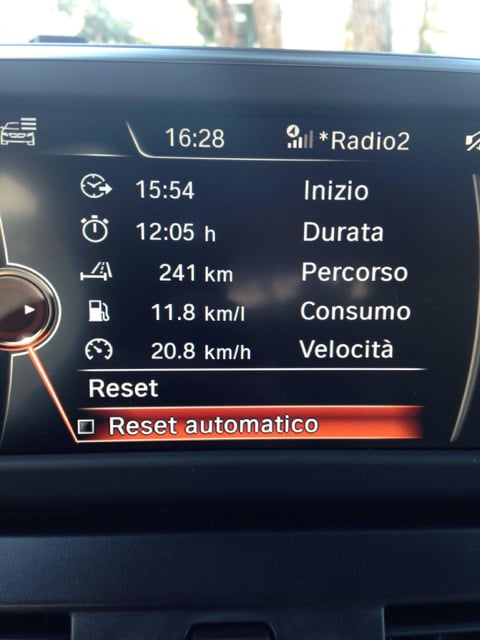 16:28 *Radio2
15:54 Inizio
12:05 h Durata
241 km Percorso
11.8 km/l Consumo
20.8 km/h Velocità
Reset
Reset automatico